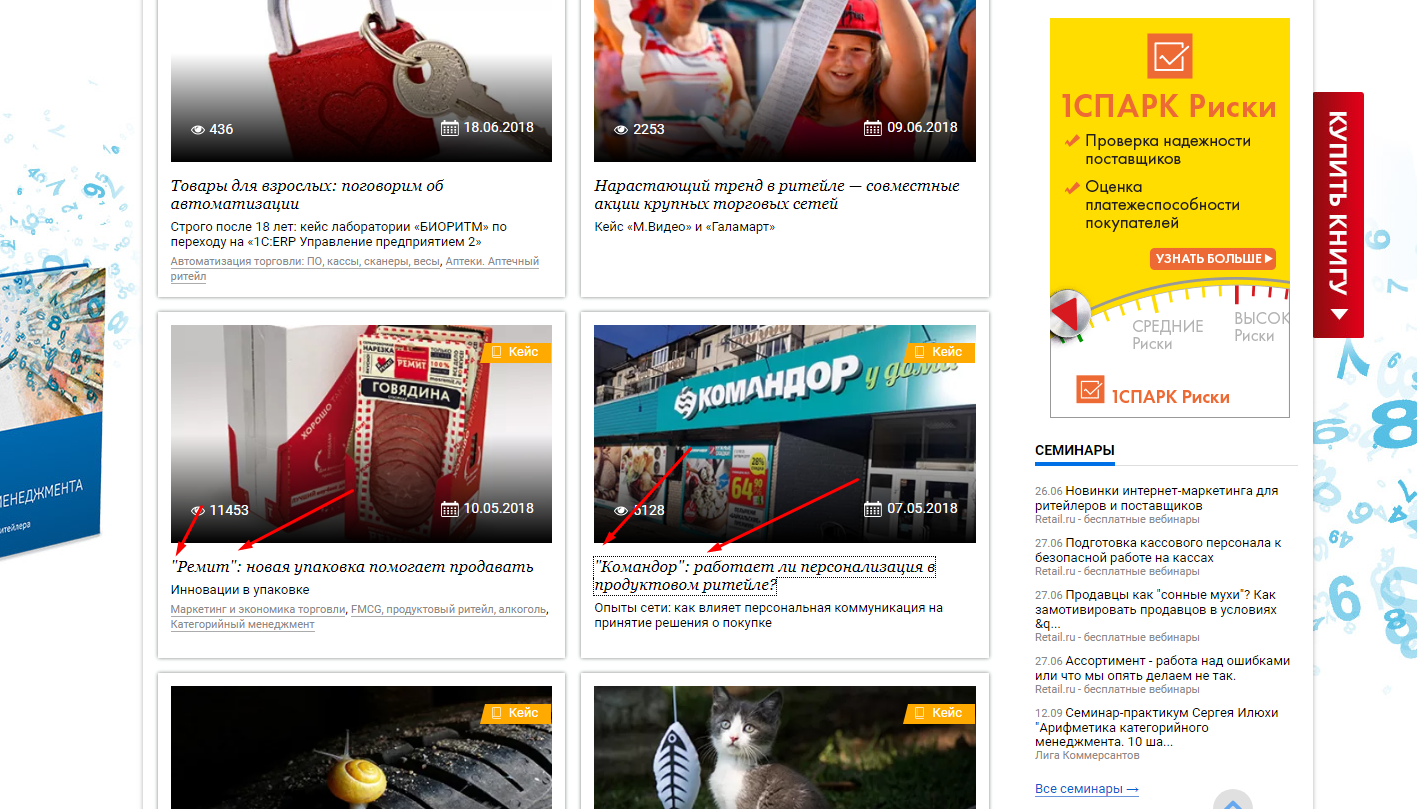 436
18.06.2018
Товары для взрослых: поговорим об
автоматизации
Строго после 18 лет: кейс лаборатории «БИОРИТМ» по
переходу на «1С:ERP Управление предприятием 2»
Автоматизация торговли: ПО, кассы, сканеры, весы, Аптеки. Аптечный
ритейл
2253
09.06.2018
Нарастающий тренд в ритейле — совместные
акции крупных торговых сетей
Кейс «М.Видео» и «Галамарт»
Кейс
НАРЕЗКА
РЕМИТ
100%
ГОВЯДИНА
ХОРОШО
11453
10.05.2018
"Ремит": новая упаковка помогает продавать
Инновации в упаковке
Маркетинг и экономика торговли, FMCG, продуктовый ритейл, алкоголь,
Категорийный менеджмент
Кейс
КОМАНДОР у дома
28%
64
6128
07.05.2018
"Командор": работает ли персонализация в
продуктовом ритейле?
Опыты сети: как влияет персональная коммуникация на
принятие решения о покупке
Кейс
Кейс
1СПАРК Риски
Проверка надежности
поставщиков
Оценка
платежеспособности
покупателей
УЗНАТЬ БОЛЬШЕ
СРЕДНИЕ
Риски
ВЫСОК
Риски
1СПАРК Риски
СЕМИНАРЫ
26.06 Новинки интернет-маркетинга для
ритейлеров и поставщиков
Retail.ru - бесплатные вебинары
27.06 Подготовка кассового персонала к
безопасной работе на кассах
Retail.ru - бесплатные вебинары
27.06 Продавцы как "сонные мухи"? Как
замотивировать продавцов в условиях
&q...
Retail.ru - бесплатные вебинары
27.06 Ассортимент - работа над ошибками
или что мы опять делаем не так.
Retail.ru - бесплатные вебинары
12.09 Семинар-практикум Сергея Илюхи
"Арифметика категорийного
менеджмента. 10 ша...
Лига Коммерсантов
Все семинары →
КУПИТЬ КНИГУ
МЕНЕДЖМЕНТА
ритейлера